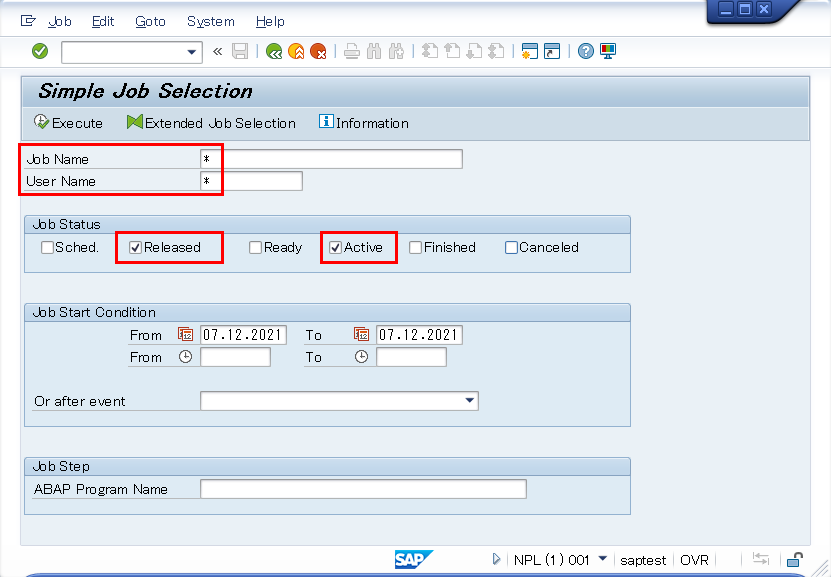 Job Edit Goto System Help
«
Simple Job Selection
Execute Extended Job Selection i Information
Job Name *
User Name *
Job Status
Sched. Released Ready Active Finished Canceled
Job Start Condition
From 12 07.12.2021 To 12 07.12.2021
From To
Or after event
Job Step
ABAP Program Name
SAP NPL (1) 001 saptest OVR